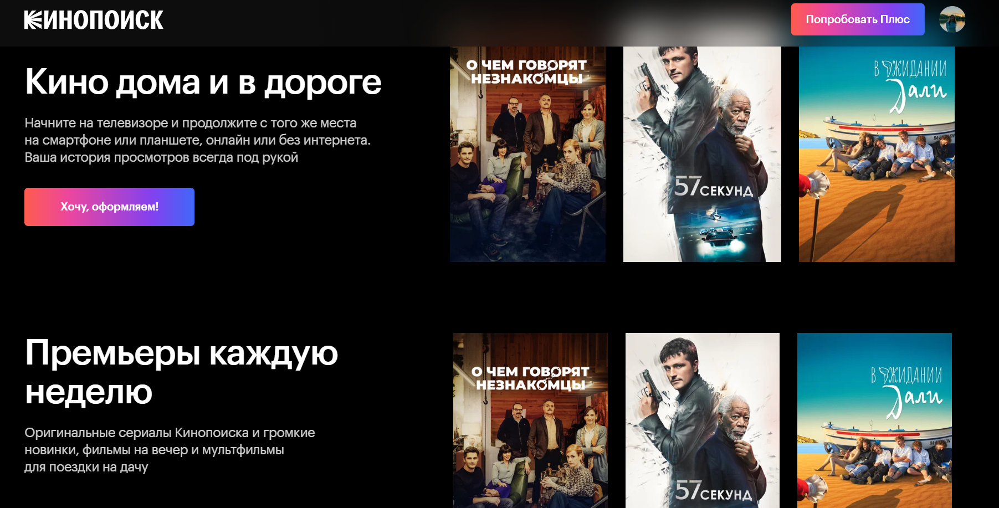 КИНОПОИСК
Попробовать Плюс
Кино дома и в дороге
Начните на телевизоре и продолжите с того же места
на смартфоне или планшете, онлайн или без интернета.
Ваша история просмотров всегда под рукой
Хочу, оформляем!
О ЧЕМ ГОВОРЯТ
НЕЗНАКОМЦЫ
57 СЕКУНД
В ОЖИДАНИИ
Дали
Премьеры каждую
неделю
Оригинальные сериалы Кинопоиска и громкие
новинки, фильмы на вечер и мультфильмы
для поездки на дачу
О ЧЕМ ГОВОРЯТ
НЕЗНАКОМЦЫ
57 СЕКУНД
В ОЖИДАНИИ
Дали